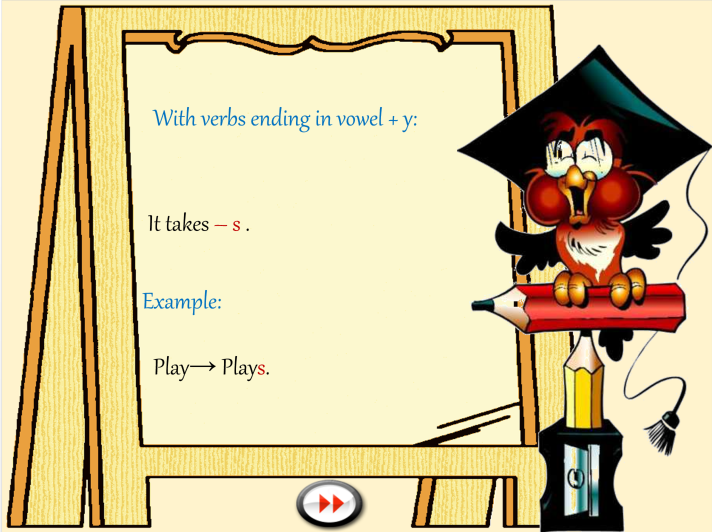 With verbs ending in vowel + y:
It takes – s .
Example:
Play→ Plays.